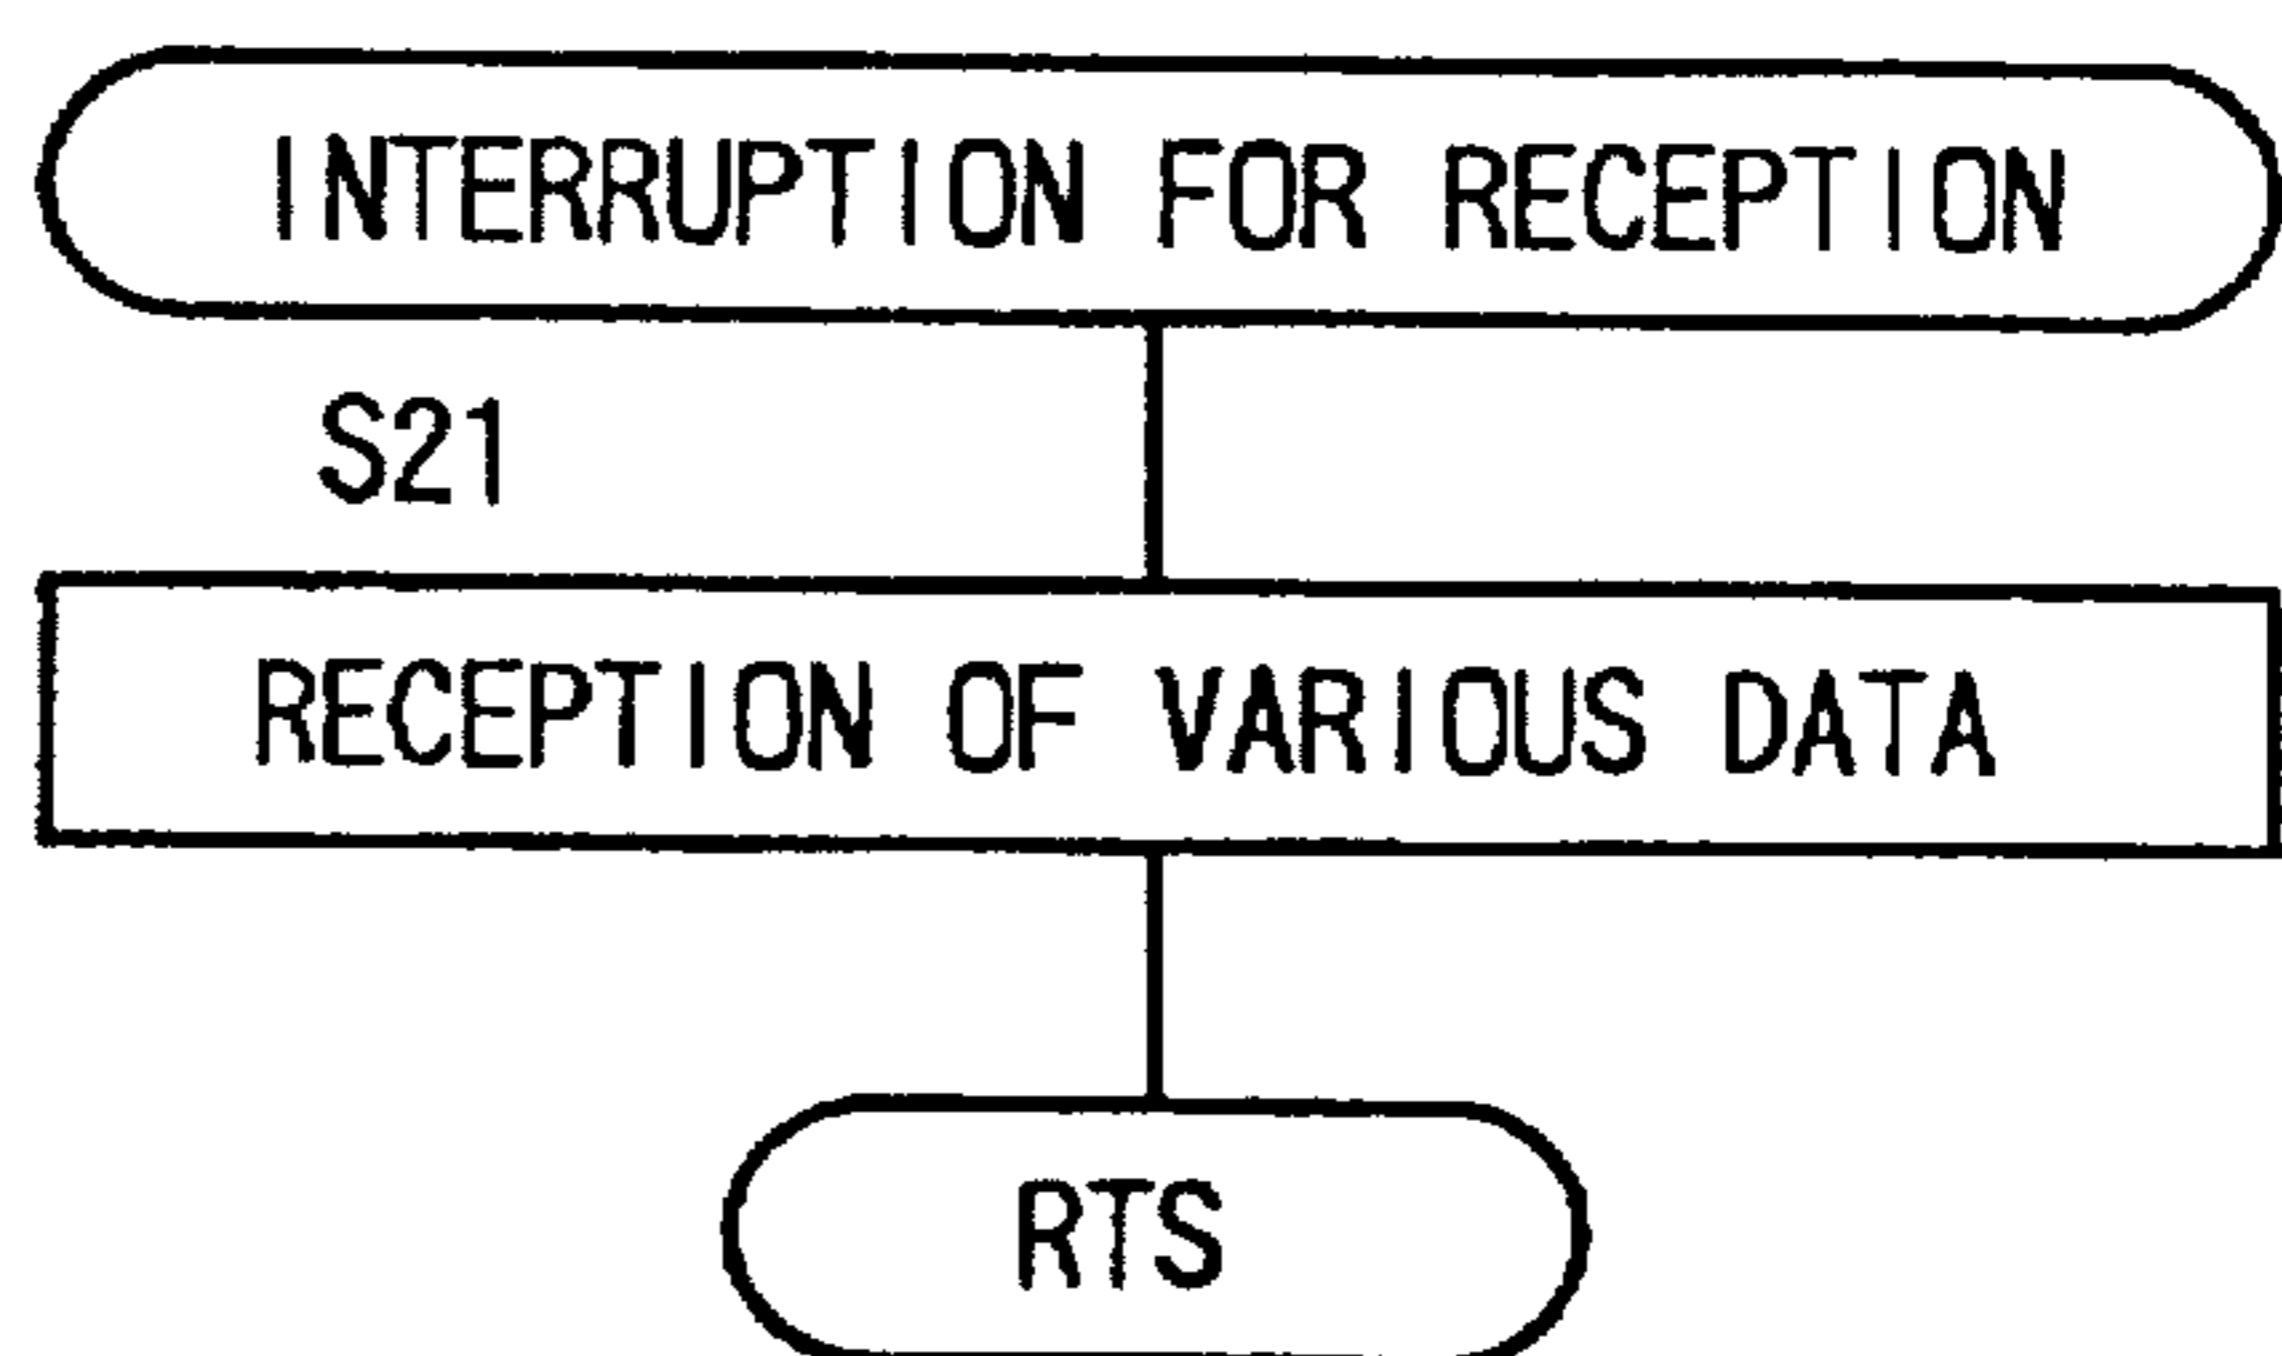 INTERRUPTION FOR RECEPTION
S21
RECEPTION OF VARIOUS DATA
RTS